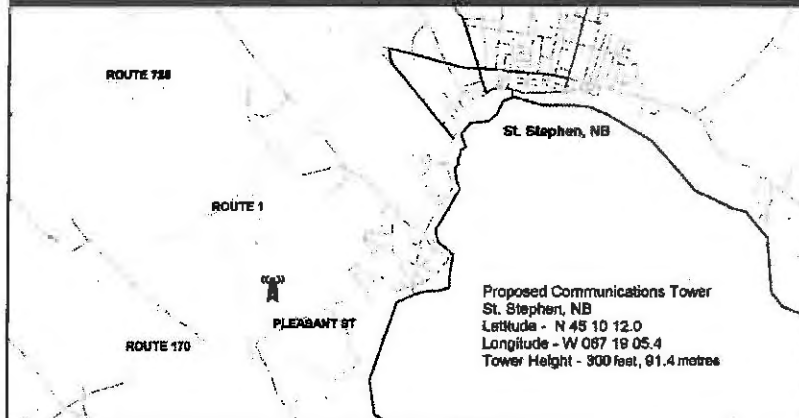 ROUTE 725
St. Stephen, NB
ROUTE 1
PLEASANT ST
ROUTE 170
Proposed Communications Tower
St. Stephen, NB
Latitude - N 45 10 12.0
Longitude - W 067 19 05.4
Tower Height - 300 feet, 91.4 metres